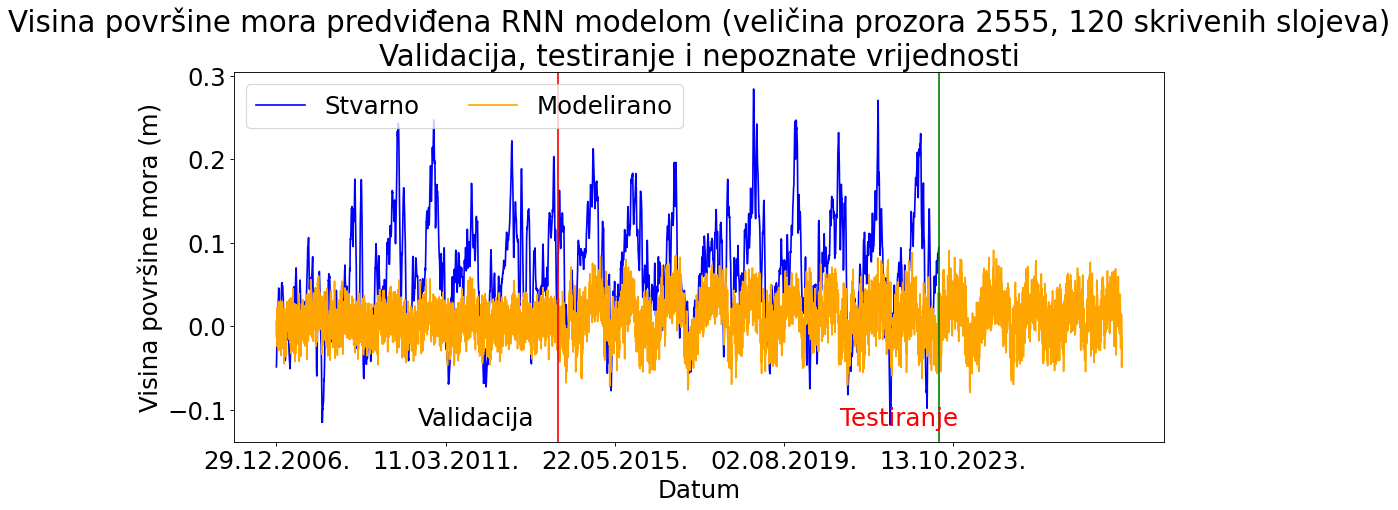 Visina površine mora predviđena RNN modelom (veličina prozora 2555, 120 skrivenih slojeva)
Validacija, testiranje i nepoznate vrijednosti
Stvarno
Modelirano
Visina površine mora (m)
0.3
0.2
0.1
0.0
−0.1
Validacija
Testiranje
29.12.2006.
11.03.2011.
22.05.2015.
02.08.2019.
13.10.2023.
Datum